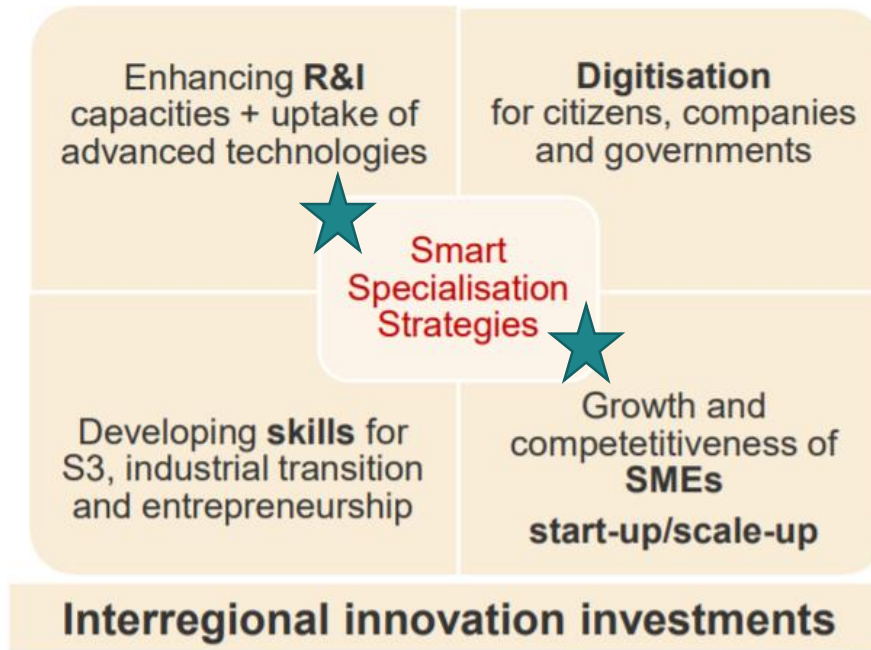 Enhancing R&I
capacities + uptake of
advanced technologies
Digitisation
for citizens, companies
and governments
Smart
Specialisation
Strategies
Developing skills for
S3, industrial transition
and entrepreneurship
Growth and
competetitiveness of
SMEs
start-up/scale-up
Interregional innovation investments